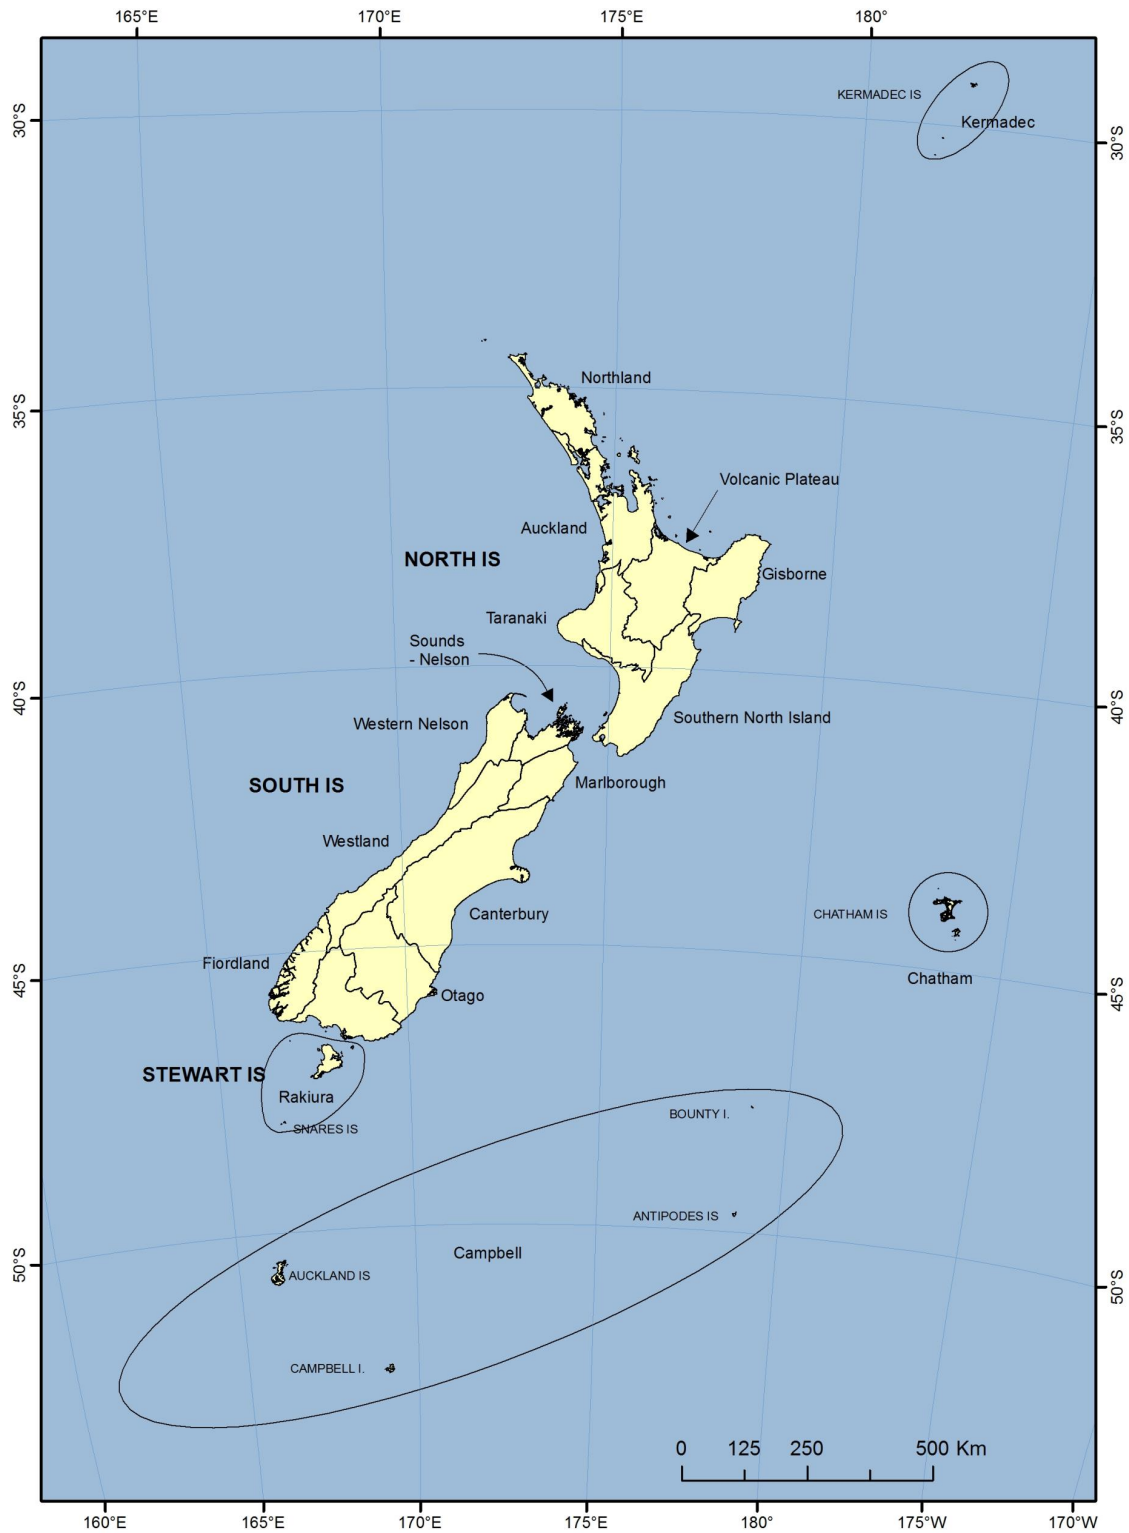 165°E
170°E
175°E
180°
KERMADEC IS
Kermadec
30°S
30°S
Northland
35°S
35°S
Volcanic Plateau
Auckland
NORTH IS
Gisborne
Taranaki
Sounds
- Nelson
40°S
40°S
Western Nelson
Southern North Island
SOUTH IS
Marlborough
Westland
Canterbury
CHATHAM IS
Fiordland
Chatham
45°S
45°S
Otago
STEWART IS
Rakiura
SNARES IS
BOUNTY I.
ANTIPODES IS
Campbell
50°S
50°S
AUCKLAND IS
CAMPBELL I.
0 125 250 500 Km
160°E
165°E
170°E
175°E
180°E
175°W
170°W